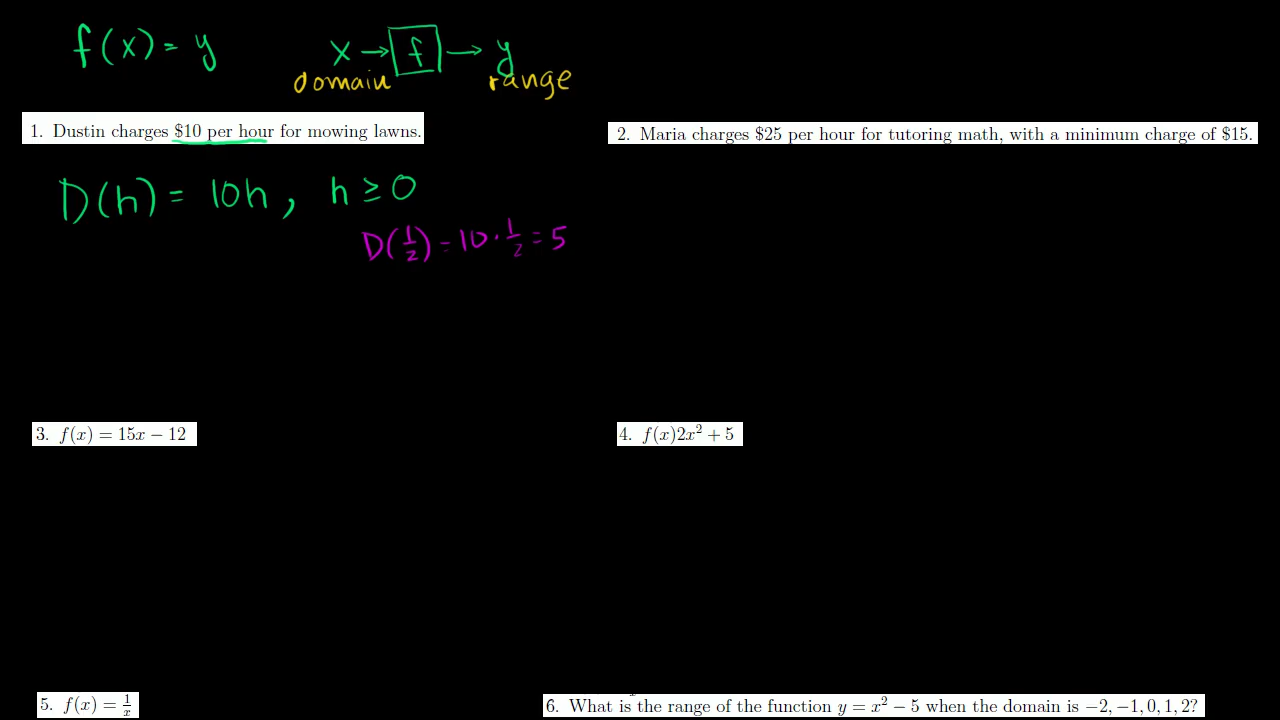 f(x) = y
x → f → y
domain
range
1. Dustin charges $10 per hour for mowing lawns.
2. Maria charges $25 per hour for tutoring math, with a minimum charge of $15.
D(h) = 10h, h ≥ 0
D(1/2) = 10 · 1/2 = 5
3. f(x) = 15x − 12
4. f(x)2x² + 5
5. f(x) = 1/x
6. What is the range of the function y = x² − 5 when the domain is −2, −1, 0, 1, 2?